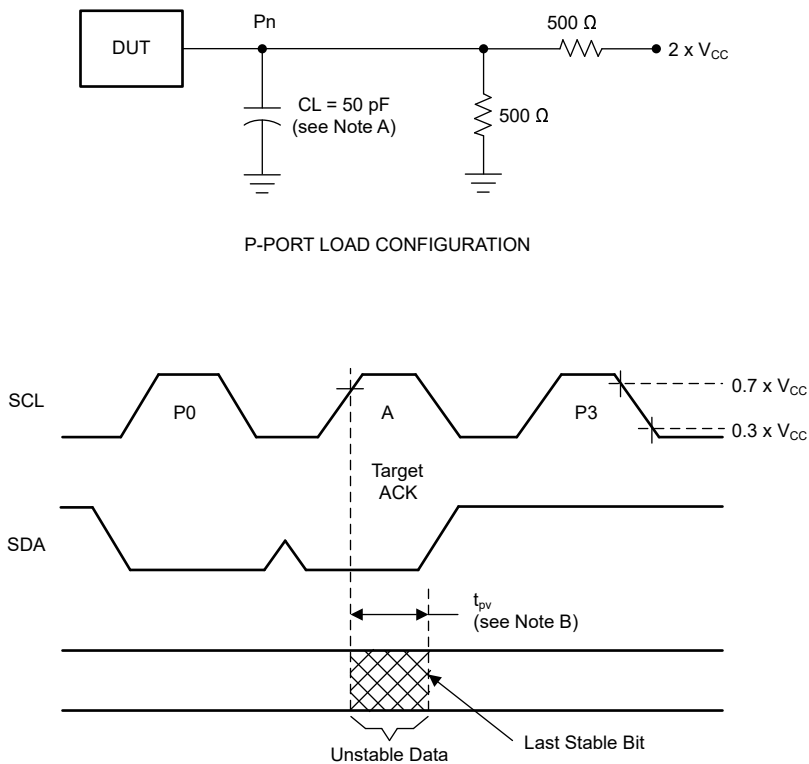 DUT
Pn
500 Ω
2 x VCC
CL = 50 pF
(see Note A)
500 Ω
P-PORT LOAD CONFIGURATION
SCL
P0
A
P3
0.7 x VCC
0.3 x VCC
Target
ACK
SDA
tpv
(see Note B)
Unstable Data
Last Stable Bit